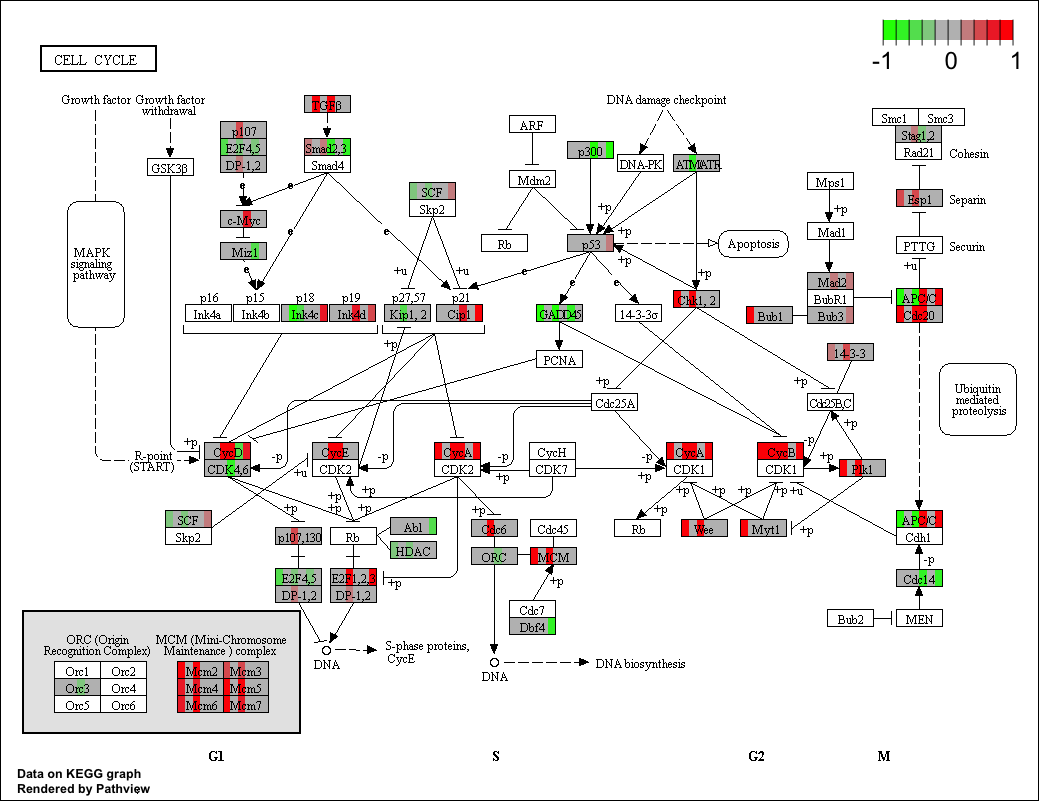 -1 0 1
CELL CYCLE
Growth factor
Growth factor
withdrawal
TGFβ
DNA damage checkpoint
Smc1 Smc3
Stag1,2
Rad21
Cohesin
p107
E2F4,5
DP-1,2
Smad2,3
Smad4
ARF
p300
DNA-PK
ATM/ATR
GSK3β
e
e
SCF
Skp2
Mdm2
Mps1
Esp1
Separin
+p
c-Myc
e
e
+p
+p
Mad1
Miz1
Rb
p53
+p
Apoptosis
PTTG
Securin
MAPK
signaling
pathway
+u
+u
e
e
e
+p
+p
+u
Mad2
p16
Ink4a
p15
Ink4b
p18
Ink4c
p19
Ink4d
p27,57
Kip1, 2
p21
Cip1
Chk1, 2
BubR1
APC/C
Cdc20
GADD45
14-3-3σ
Bub1
Bub3
+p
PCNA
14-3-3
Ubiquitin
mediated
proteolysis
+p
+p
Cdc25A
Cdc25B,C
+p
R-point
(START)
+p
CycD
CDK4,6
-p
+u
CycE
CDK2
-p
CycA
CDK2
-p
+p
CycH
CDK7
-p
+p
CycA
CDK1
CycB
CDK1
-p
+p
Plk1
+p
+p
+p
+u
+p
+p
+p
+p
SCF
Skp2
p107,130
Rb
Abl
HDAC
Cdc6
Cdc45
Rb
Wee
Myt1
+p
APC/C
Cdh1
ORC
MCM
-p
E2F4,5
DP-1,2
E2F1,2,3
DP-1,2
+p
+p
Cdc14
Cdc7
Dbf4
Bub2
MEN
ORC (Origin
Recognition Complex)
MCM (Mini-Chromosome
Maintenance ) complex
S-phase proteins,
CycE
DNA
DNA biosynthesis
DNA
Orc1 Orc2
Orc3 Orc4
Orc5 Orc6
Mcm2 Mcm3
Mcm4 Mcm5
Mcm6 Mcm7
G1 S G2 M
Data on KEGG graph
Rendered by Pathview